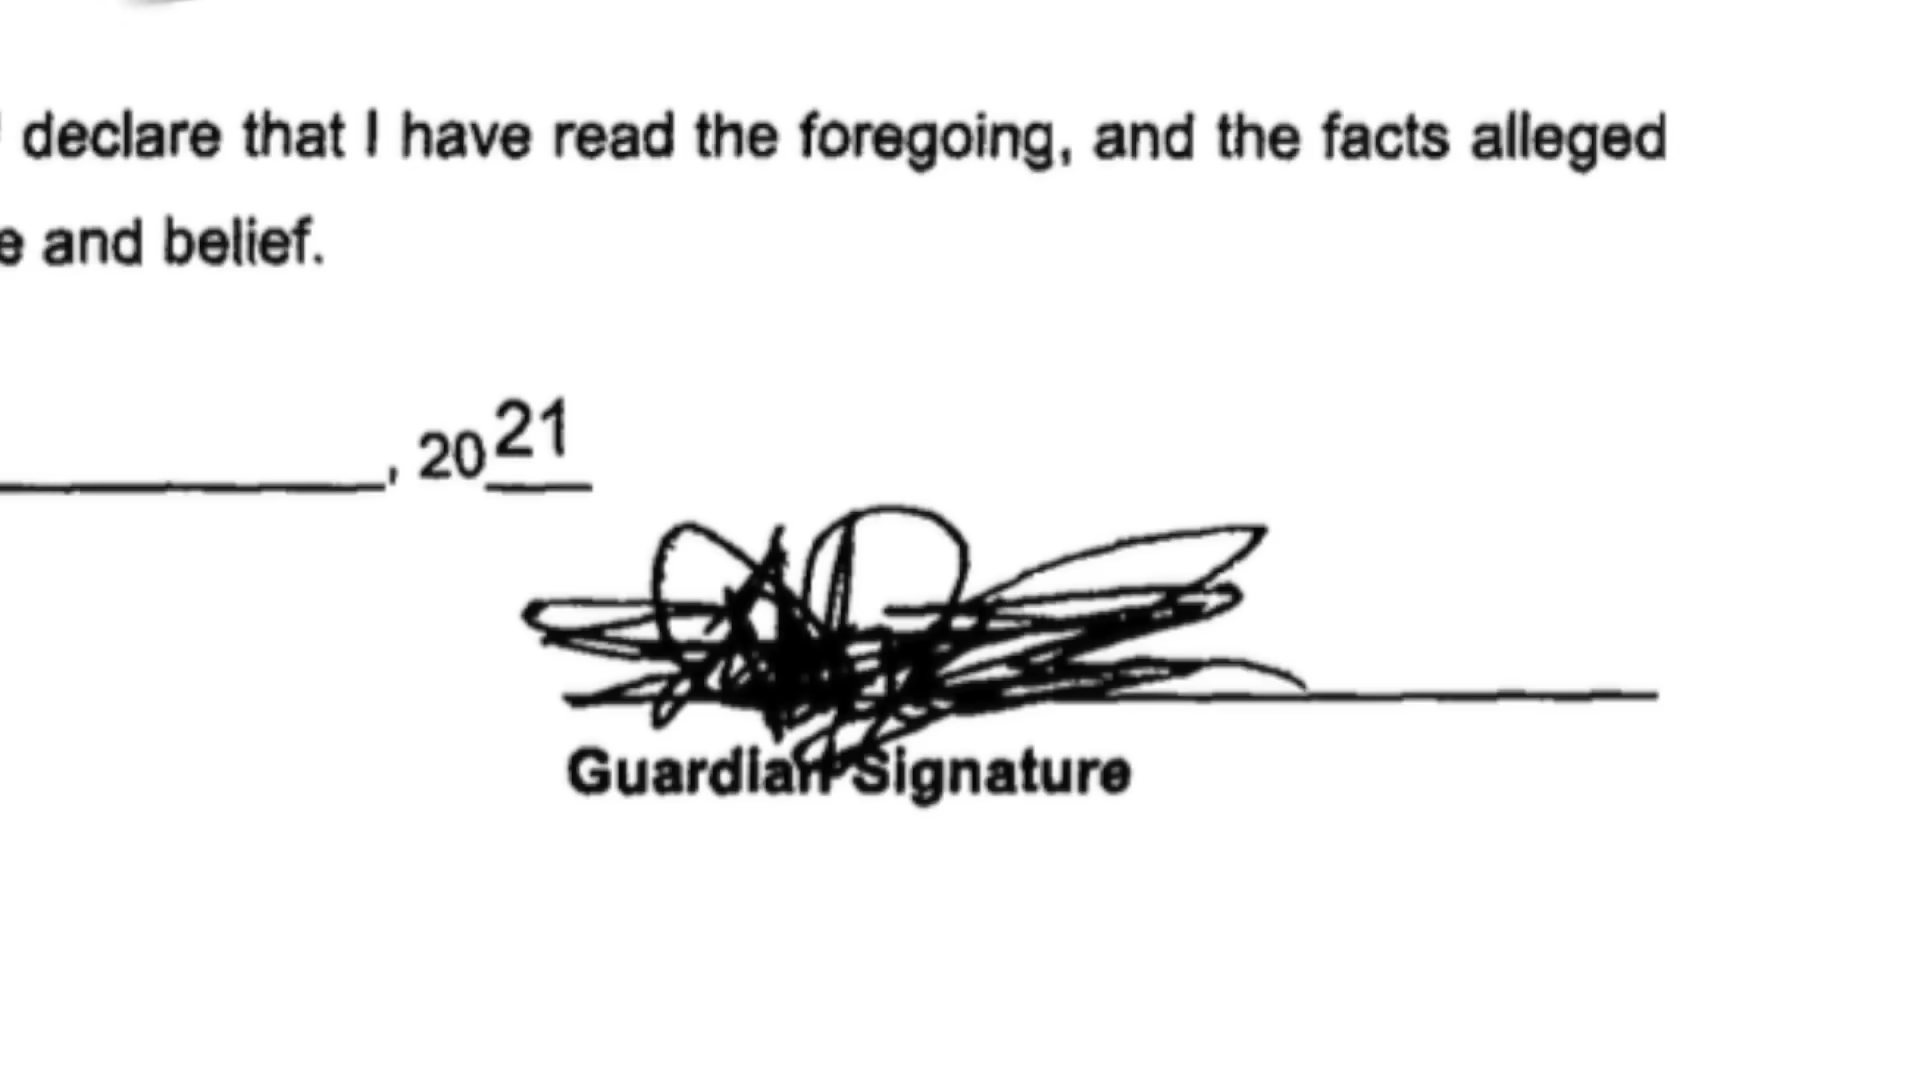 declare that I have read the foregoing, and the facts alleged
e and belief.
, 2021
Guardian Signature